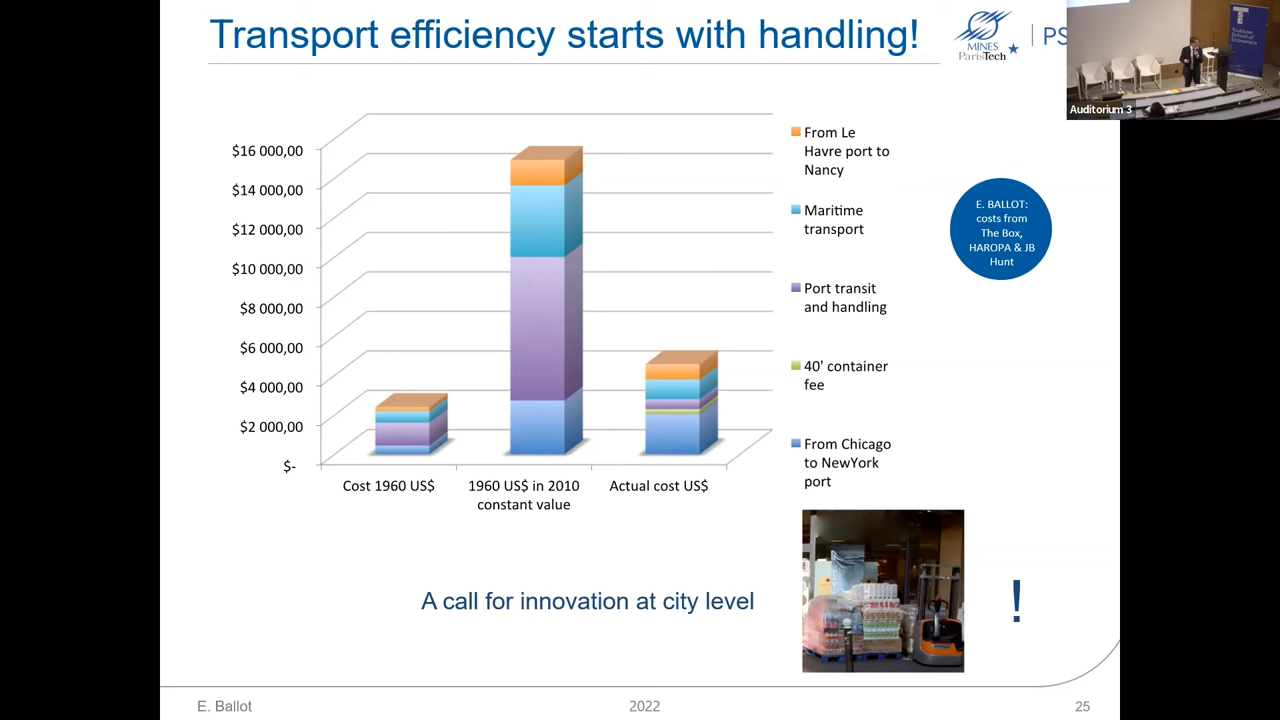 Transport efficiency starts with handling!
MINES
ParisTech
PS
Toulouse
School of
Economics
Auditorium 3
$16 000,00
$14 000,00
$12 000,00
$10 000,00
$8 000,00
$6 000,00
$4 000,00
$2 000,00
$-
Cost 1960 US$
1960 US$ in 2010
constant value
Actual cost US$
From Le
Havre port to
Nancy
Maritime
transport
Port transit
and handling
40' container
fee
From Chicago
to NewYork
port
E. BALLOT:
costs from
The Box,
HAROPA & JB
Hunt
A call for innovation at city level
!
E. Ballot
2022
25